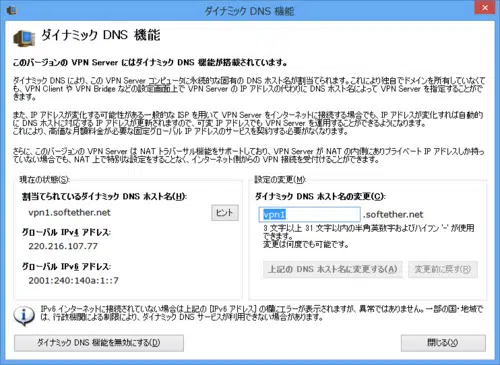 ダイナミック DNS 機能
ダイナミック DNS 機能
このバージョンの VPN Server にはダイナミック DNS 機能が搭載されています。
ダイナミック DNS により、この VPN Server コンピュータに永続的な固有の DNS ホスト名が割当てられます。これにより独自でドメインを所有していなくても、
VPN Client や VPN Bridge などの設定画面上で VPN Server の IP アドレスの代わりに DNS ホスト名によって VPN Server を指定することができます。
また、IP アドレスが変化する可能性がある一般的な ISP を用いて VPN Server をインターネットに接続する場合でも、IP アドレスが変化すれば自動的
に DNS ホストに対応する IP アドレスが更新されますので、可変 IP アドレスでも VPN Server を運用することができるようになります。
これにより、高価な月額料金が必要な固定グローバル IP アドレスのサービスを契約する必要がなくなります。
さらに、このバージョンの VPN Server は NAT トラバーサル機能をサポートしており、VPN Server が NAT の内側にありプライベート IP アドレスしか持っ
ていない場合でも、NAT 上で特別な設定をすることなく、インターネット側からの VPN 接続を受付けることができます。
現在の状態(S):
割当てられているダイナミック DNS ホスト名(H):
vpn1.softether.net
ヒント
グローバル IPv4 アドレス:
220.216.107.77
グローバル IPv6 アドレス:
2001:240:140a:1::7
設定の変更(M):
ダイナミック DNS ホスト名の変更(C):
vpn1 .softether.net
3 文字以上 31 文字以内の半角英数字およびハイフン '-' が使用
できます。
変更は何度でも可能です。
上記の DNS ホスト名に変更する(A)
変更前に戻す(R)
IPv6 インターネットに接続されていない場合は上記の [IPv6 アドレス] の欄にエラーが表示されますが、異常ではありません。一部の国・地域で
は、行政機関による制限により、ダイナミック DNS サービスが利用できない場合があります。
ダイナミック DNS 機能を無効にする(D)
閉じる(X)